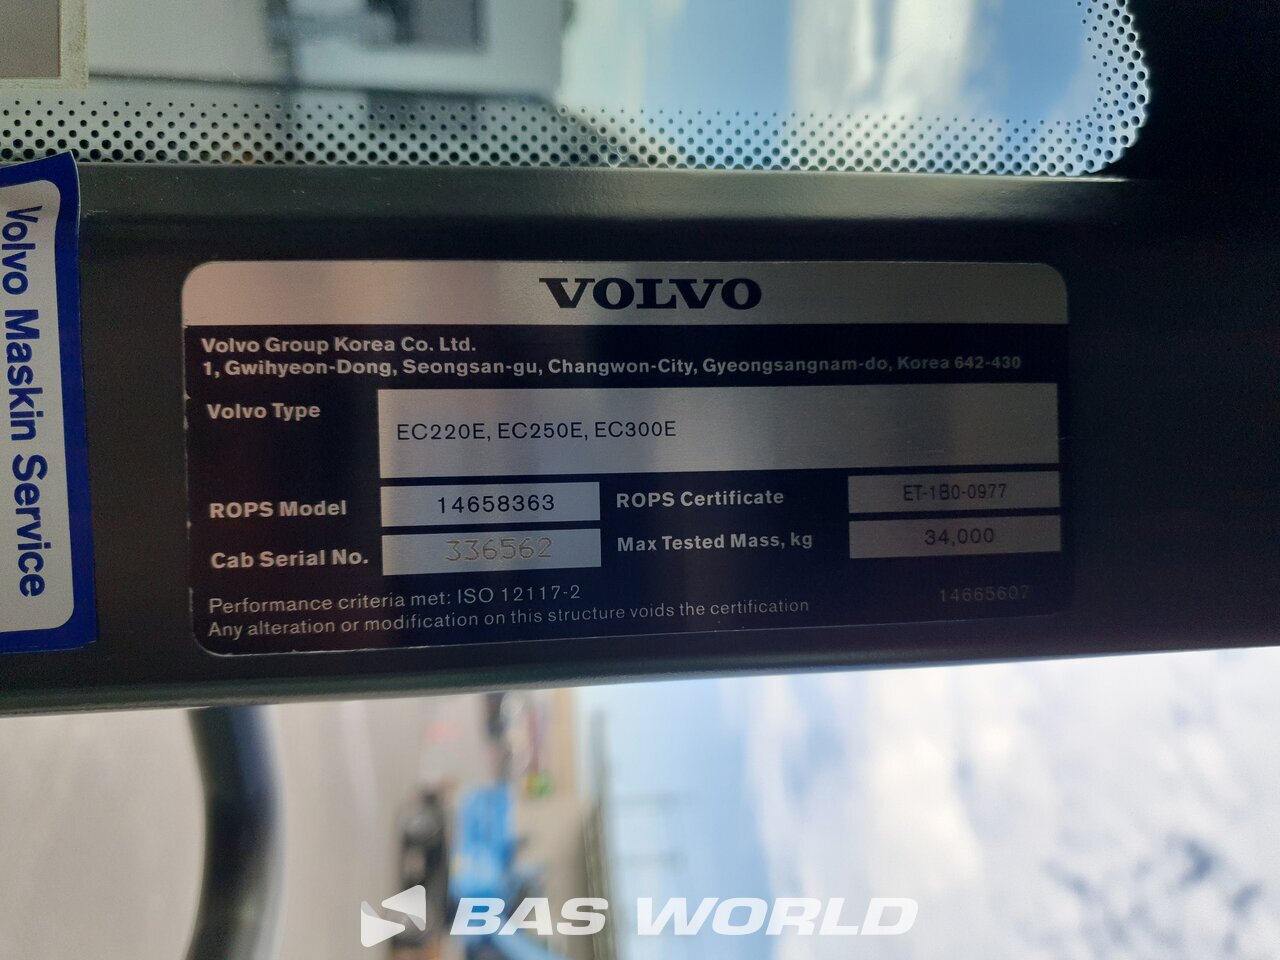 VOLVO
Volvo Group Korea Co. Ltd.
1, Gwihyeon-Dong, Seongsan-gu, Changwon-City, Gyeongsangnam-do, Korea 642-430
Volvo Type
EC220E, EC250E, EC300E
ROPS Model 14658363 ROPS Certificate ET-1B0-0977
Cab Serial No. 336562 Max Tested Mass, kg 34,000
Performance criteria met: ISO 12117-2
Any alteration or modification on this structure voids the certification 14665607
Volvo Maskin Service
BAS WORLD